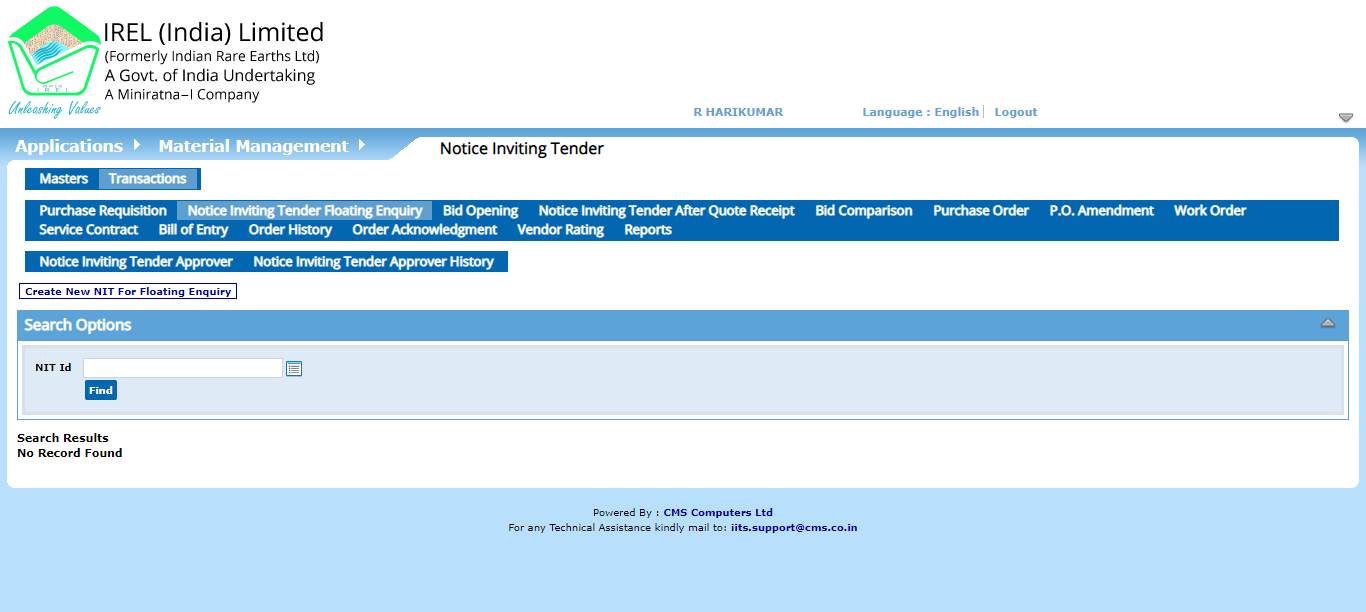 IREL (India) Limited
(Formerly Indian Rare Earths Ltd)
A Govt. of India Undertaking
A Miniratna-I Company
IREL
Unleashing Values
R HARIKUMAR Language : English Logout
Applications Material Management Notice Inviting Tender
Masters Transactions
Purchase Requisition Notice Inviting Tender Floating Enquiry Bid Opening Notice Inviting Tender After Quote Receipt Bid Comparison Purchase Order P.O. Amendment Work Order
Service Contract Bill of Entry Order History Order Acknowledgment Vendor Rating Reports
Notice Inviting Tender Approver Notice Inviting Tender Approver History
Create New NIT For Floating Enquiry
Search Options
NIT Id
Find
Search Results
No Record Found
Powered By : CMS Computers Ltd
For any Technical Assistance kindly mail to: iits.support@cms.co.in